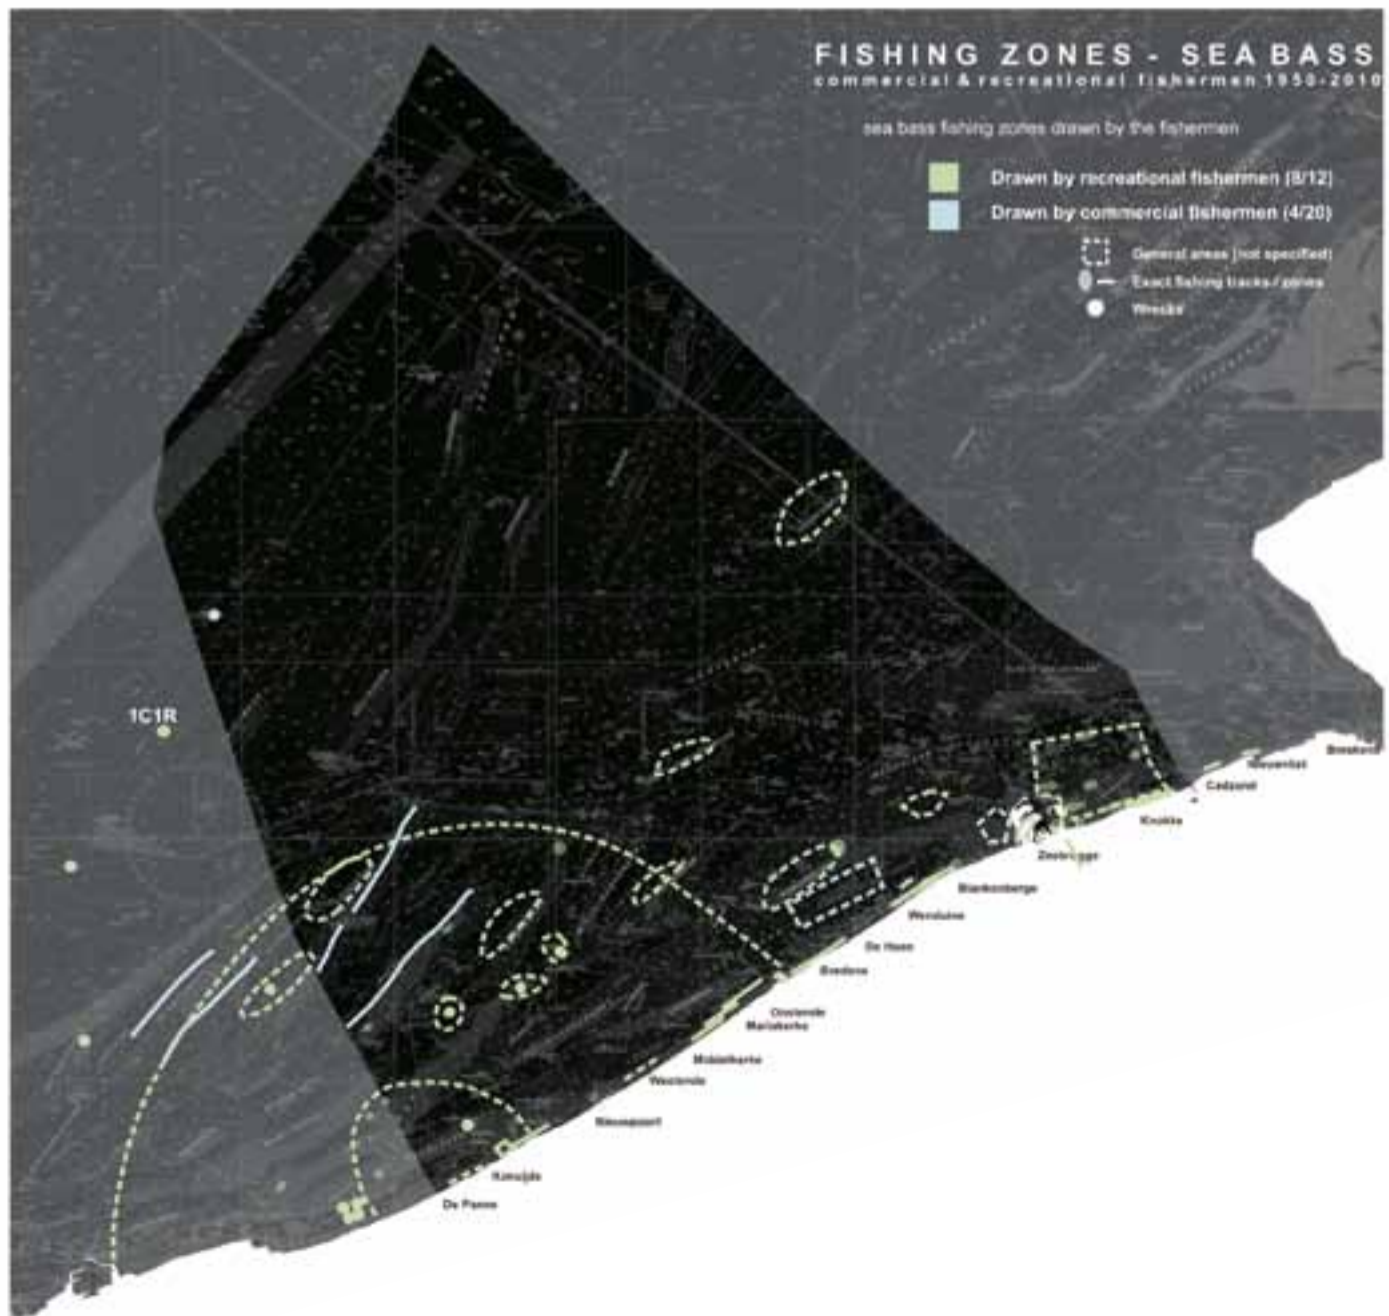 FISHING ZONES - SEA BASS
commercial & recreational fishermen 1950-2010
sea bass fishing zones drawn by the fishermen
Drawn by recreational fishermen (8/12)
Drawn by commercial fishermen (4/20)
General areas [not specified]
Exact fishing tracks / zones
Wrecks
1C1R
Breskens
Nieuwvliet
Cadzand
Knokke
Zeebrugge
Blankenberge
Wenduine
De Haan
Bredene
Oostende
Mariakerke
Middelkerke
Westende
Nieuwpoort
Koksijde
De Panne